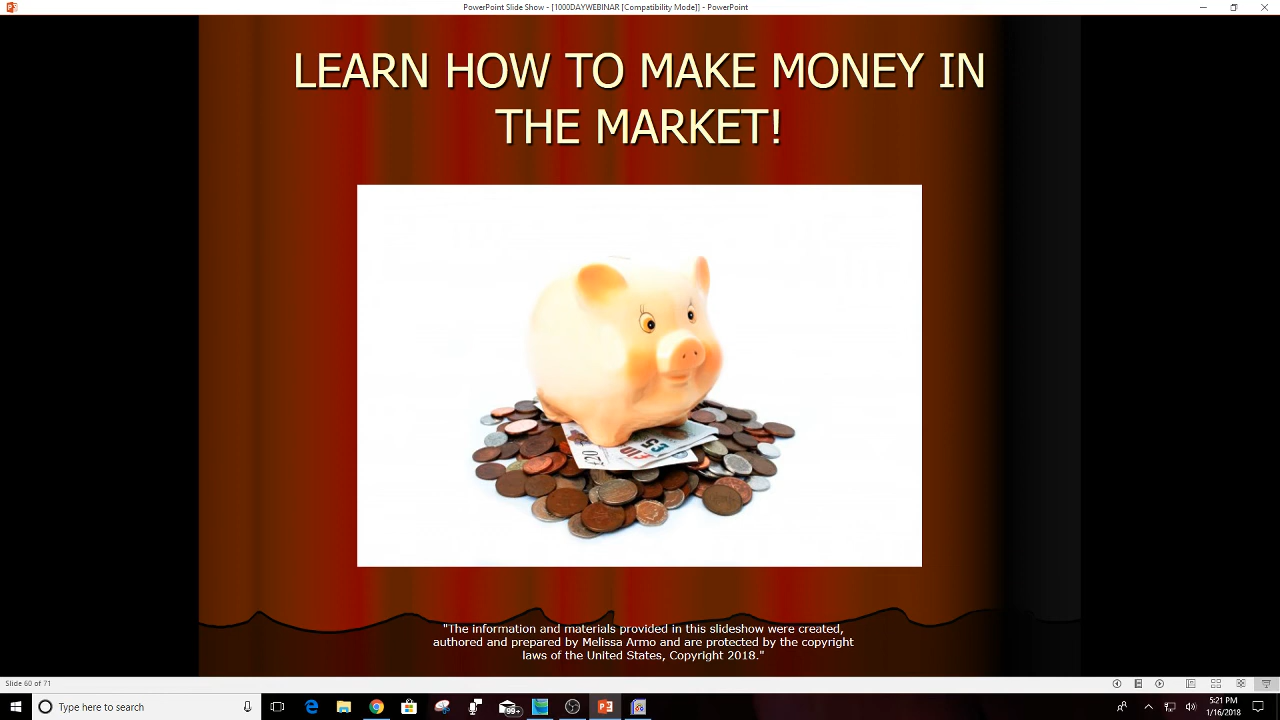 PowerPoint Slide Show - [1000DAYWEBINAR [Compatibility Mode]] - PowerPoint
LEARN HOW TO MAKE MONEY IN
THE MARKET!
"The information and materials provided in this slideshow were created,
authored and prepared by Melissa Armo and are protected by the copyright
laws of the United States, Copyright 2018."
Slide 60 of 71
Type here to search
99+
5:21 PM
1/16/2018